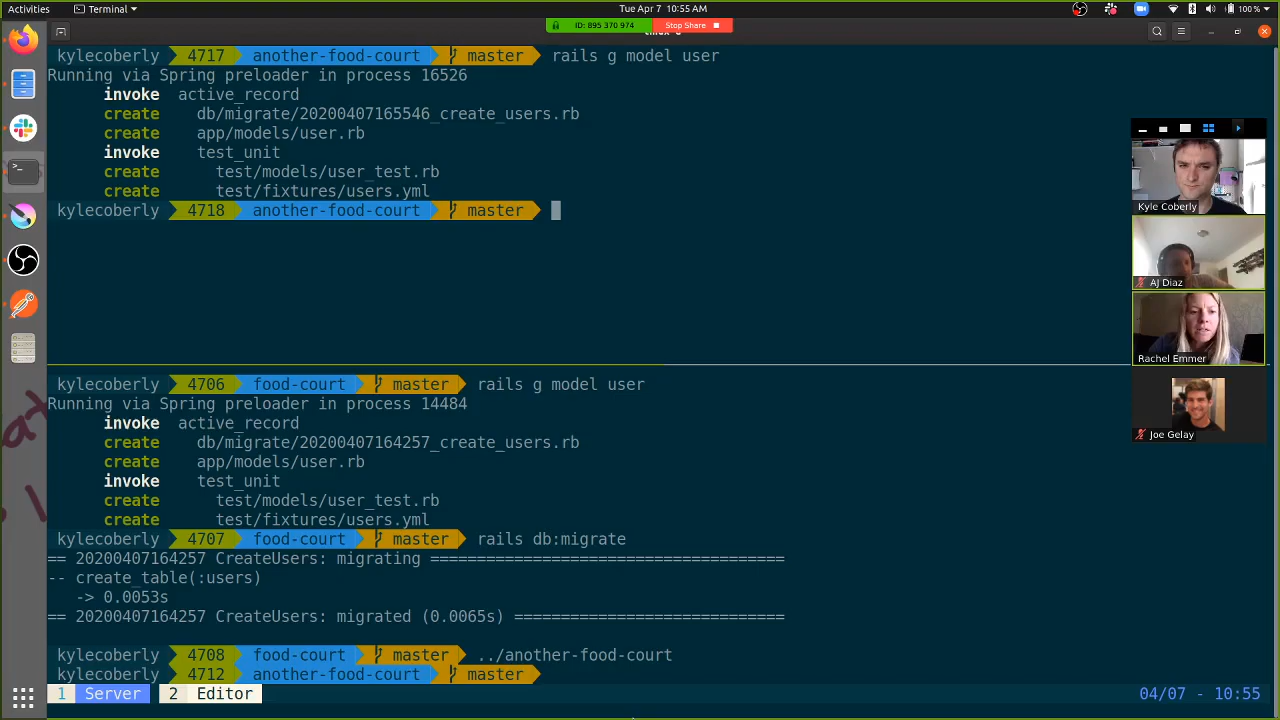 Activities Terminal Tue Apr 7 10:55 AM 100 %
ID: 895 370 974 Stop Share
kylecoberly 4717 another-food-court master rails g model user
Running via Spring preloader in process 16526
invoke active_record
create db/migrate/20200407165546_create_users.rb
create app/models/user.rb
invoke test_unit
create test/models/user_test.rb
create test/fixtures/users.yml
kylecoberly 4718 another-food-court master
Kyle Coberly
AJ Diaz
Rachel Emmer
Joe Gelay
kylecoberly 4706 food-court master rails g model user
Running via Spring preloader in process 14484
invoke active_record
create db/migrate/20200407164257_create_users.rb
create app/models/user.rb
invoke test_unit
create test/models/user_test.rb
create test/fixtures/users.yml
kylecoberly 4707 food-court master rails db:migrate
== 20200407164257 CreateUsers: migrating ======================================
-- create_table(:users)
-> 0.0053s
== 20200407164257 CreateUsers: migrated (0.0065s) =============================
kylecoberly 4708 food-court master ../another-food-court
kylecoberly 4712 another-food-court master
1 Server 2 Editor 04/07 - 10:55